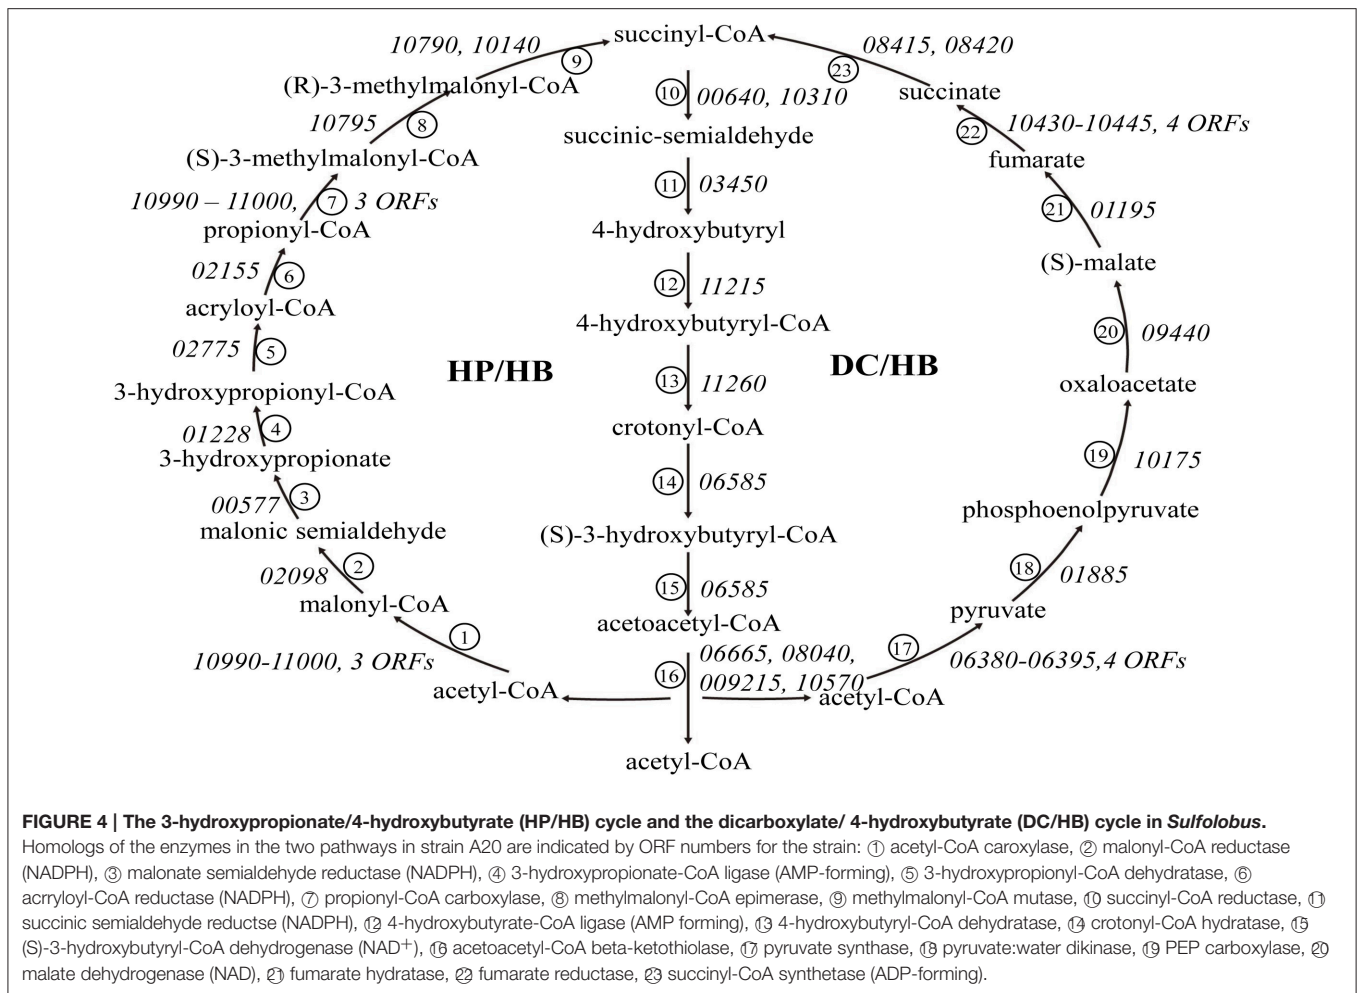 succinyl-CoA
10790, 10140
⑨
08415, 08420
㉓
(R)-3-methylmalonyl-CoA
⑩ 00640, 10310
succinate
10795 ⑧
succinic-semialdehyde
㉒ 10430-10445, 4 ORFs
(S)-3-methylmalonyl-CoA
fumarate
10990 – 11000, ⑦ 3 ORFs
⑪ 03450
㉑ 01195
propionyl-CoA
4-hydroxybutyryl
(S)-malate
02155 ⑥
⑫ 11215
acryloyl-CoA
4-hydroxybutyryl-CoA
⑳ 09440
02775 ⑤
HP/HB
DC/HB
⑬ 11260
oxaloacetate
3-hydroxypropionyl-CoA
01228 ④
crotonyl-CoA
⑲ 10175
3-hydroxypropionate
⑭ 06585
00577 ③
phosphoenolpyruvate
malonic semialdehyde
(S)-3-hydroxybutyryl-CoA
02098 ②
⑮ 06585
⑱ 01885
malonyl-CoA
acetoacetyl-CoA
pyruvate
①
10990-11000, 3 ORFs
⑯ 06665, 08040,
009215, 10570
⑰
06380-06395,4 ORFs
acetyl-CoA
acetyl-CoA
acetyl-CoA
FIGURE 4 | The 3-hydroxypropionate/4-hydroxybutyrate (HP/HB) cycle and the dicarboxylate/ 4-hydroxybutyrate (DC/HB) cycle in Sulfolobus.
Homologs of the enzymes in the two pathways in strain A20 are indicated by ORF numbers for the strain: ① acetyl-CoA caroxylase, ② malonyl-CoA reductase
(NADPH), ③ malonate semialdehyde reductase (NADPH), ④ 3-hydroxypropionate-CoA ligase (AMP-forming), ⑤ 3-hydroxypropionyl-CoA dehydratase, ⑥
acrryloyl-CoA reductase (NADPH), ⑦ propionyl-CoA carboxylase, ⑧ methylmalonyl-CoA epimerase, ⑨ methylmalonyl-CoA mutase, ⑩ succinyl-CoA reductase, ⑪
succinic semialdehyde reductse (NADPH), ⑫ 4-hydroxybutyrate-CoA ligase (AMP forming), ⑬ 4-hydroxybutyryl-CoA dehydratase, ⑭ crotonyl-CoA hydratase, ⑮
(S)-3-hydroxybutyryl-CoA dehydrogenase (NAD+), ⑯ acetoacetyl-CoA beta-ketothiolase, ⑰ pyruvate synthase, ⑱ pyruvate:water dikinase, ⑲ PEP carboxylase, ⑳
malate dehydrogenase (NAD), ㉑ fumarate hydratase, ㉒ fumarate reductase, ㉓ succinyl-CoA synthetase (ADP-forming).